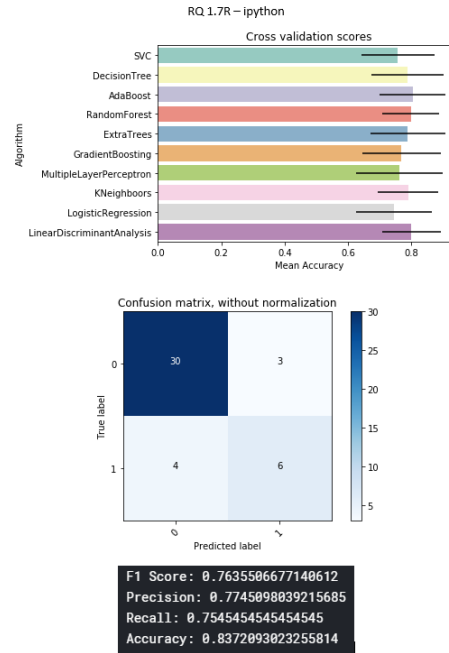 RQ 1.7R – ipython
Cross validation scores
SVC
DecisionTree
AdaBoost
RandomForest
ExtraTrees
GradientBoosting
MultipleLayerPerceptron
KNeighboors
LogisticRegression
LinearDiscriminantAnalysis
Algorithm
0.0 0.2 0.4 0.6 0.8
Mean Accuracy
Confusion matrix, without normalization
30
25
20
15
10
5
True label
0
1
30 3
4 6
0 1
Predicted label
F1 Score: 0.7635506677140612
Precision: 0.7745098039215685
Recall: 0.7545454545454545
Accuracy: 0.8372093023255814